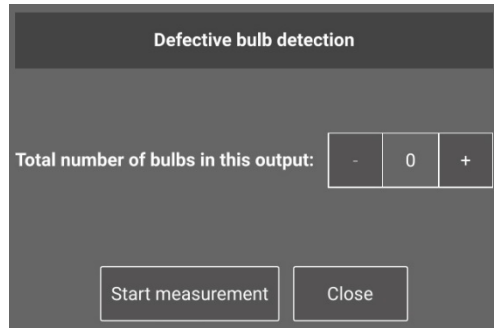 Defective bulb detection
Total number of bulbs in this output: - 0 +
Start measurement Close